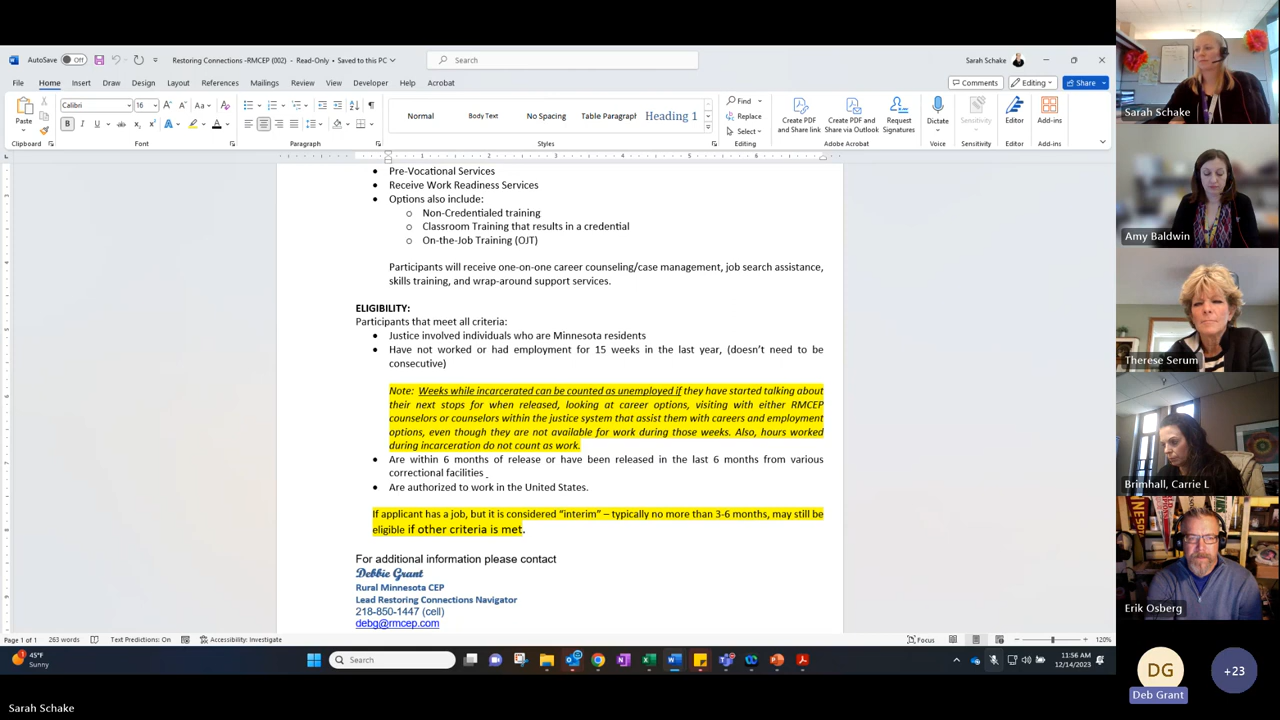 AutoSave Off Restoring Connections -RMCEP (002) - Read-Only • Saved to this PC Search Sarah Schake
File Home Insert Draw Design Layout References Mailings Review View Developer Help Acrobat Comments Editing Share
Calibri 16 Aa Find Replace Select
Paste B I U ab Normal Body Text No Spacing Table Paragraph Heading 1 Create PDF and Share link Create PDF and Share via Outlook Request Signatures Dictate Sensitivity Editor Add-ins
Clipboard Font Paragraph Styles Editing Adobe Acrobat Voice Sensitivity Editor Add-ins
Pre-Vocational Services
Receive Work Readiness Services
Options also include:
Non-Credentialed training
Classroom Training that results in a credential
On-the-Job Training (OJT)
Participants will receive one-on-one career counseling/case management, job search assistance,
skills training, and wrap-around support services.
ELIGIBILITY:
Participants that meet all criteria:
Justice involved individuals who are Minnesota residents
Have not worked or had employment for 15 weeks in the last year, (doesn't need to be
consecutive)
Note: Weeks while incarcerated can be counted as unemployed if they have started talking about
their next stops for when released, looking at career options, visiting with either RMCEP
counselors or counselors within the justice system that assist them with careers and employment
options, even though they are not available for work during those weeks. Also, hours worked
during incarceration do not count as work.
Are within 6 months of release or have been released in the last 6 months from various
correctional facilities
Are authorized to work in the United States.
If applicant has a job, but it is considered "interim" – typically no more than 3-6 months, may still be
eligible if other criteria is met.
For additional information please contact
Debbie Grant
Rural Minnesota CEP
Lead Restoring Connections Navigator
218-850-1447 (cell)
debg@rmcep.com
Page 1 of 1 263 words Text Predictions: On Accessibility: Investigate Focus 120%
45°F
Sunny
Search
11:56 AM
12/14/2023
Sarah Schake
Amy Baldwin
Therese Serum
Brimhall, Carrie L
Erik Osberg
DG +23
Deb Grant
Sarah Schake